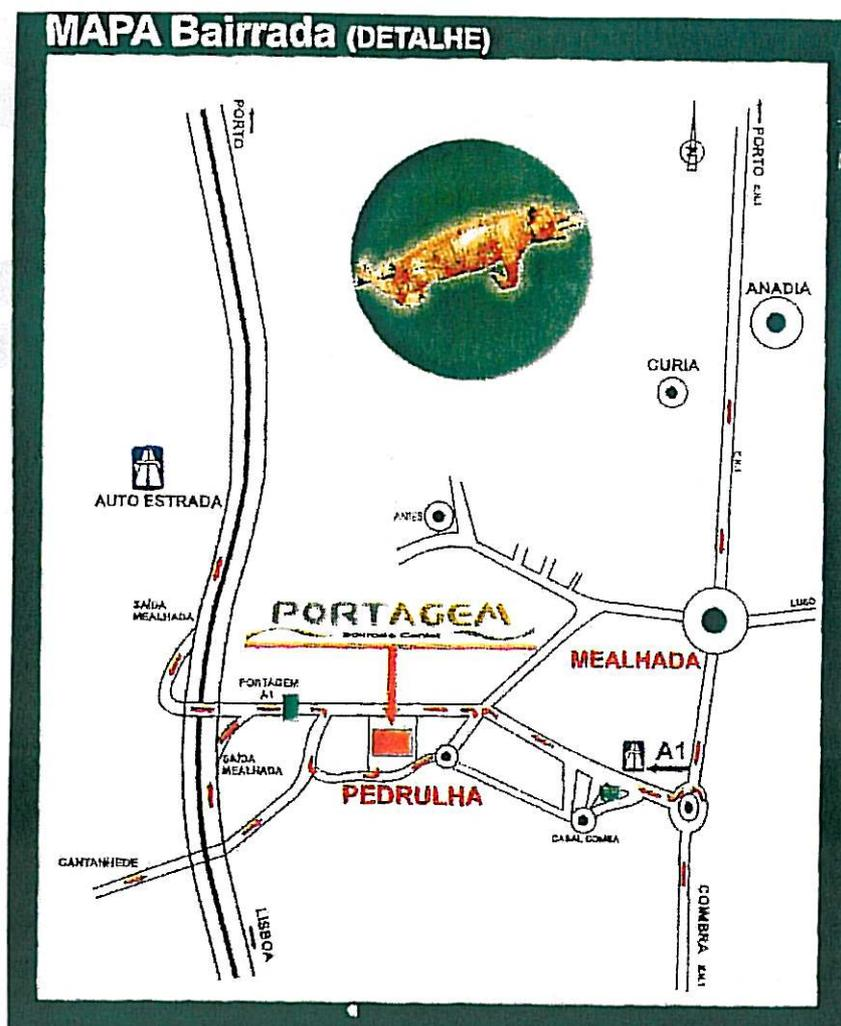 MAPA Bairrada (DETALHE)
PORTO
N
PORTO E.N.1
ANADIA
CURIA
AUTO ESTRADA
E.N.1
ANTES
SAÍDA
MEALHADA
PORTAGEM
LUSO
MEALHADA
PORTAGEM
A1
SAÍDA
MEALHADA
A1
PEDRULHA
CASAL COMBA
CANTANHEDE
LISBOA
COIMBRA E.N.1